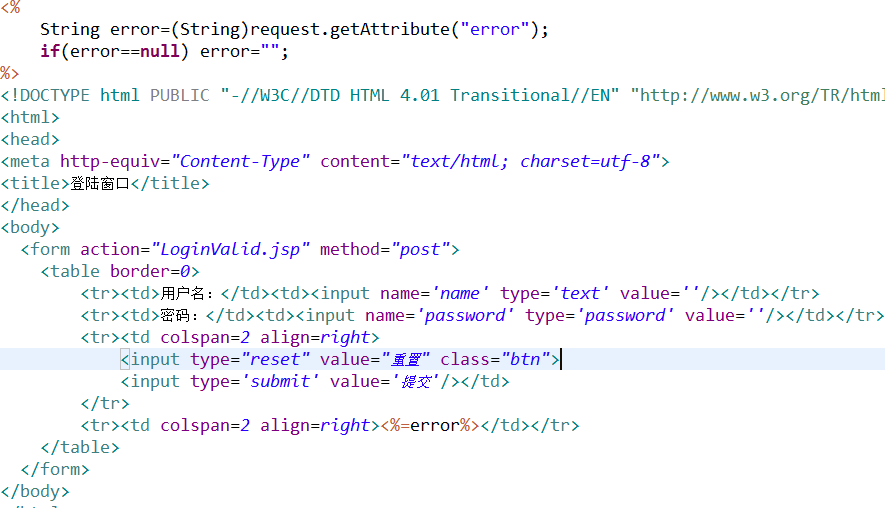 <%
    String error=(String)request.getAttribute("error");
    if(error==null) error="";
%>
<!DOCTYPE html PUBLIC "-//W3C//DTD HTML 4.01 Transitional//EN" "http://www.w3.org/TR/html
<html>
<head>
<meta http-equiv="Content-Type" content="text/html; charset=utf-8">
<title>登陆窗口</title>
</head>
<body>
  <form action="LoginValid.jsp" method="post">
    <table border=0>
        <tr><td>用户名：</td><td><input name='name' type='text' value=''/></td></tr>
        <tr><td>密码：</td><td><input name='password' type='password' value=''/></td></tr>
        <tr><td colspan=2 align=right>
            <input type="reset" value="重置" class="btn">
            <input type='submit' value='提交'/></td>
        </tr>
        <tr><td colspan=2 align=right><%=error%></td></tr>
    </table>
  </form>
</body>